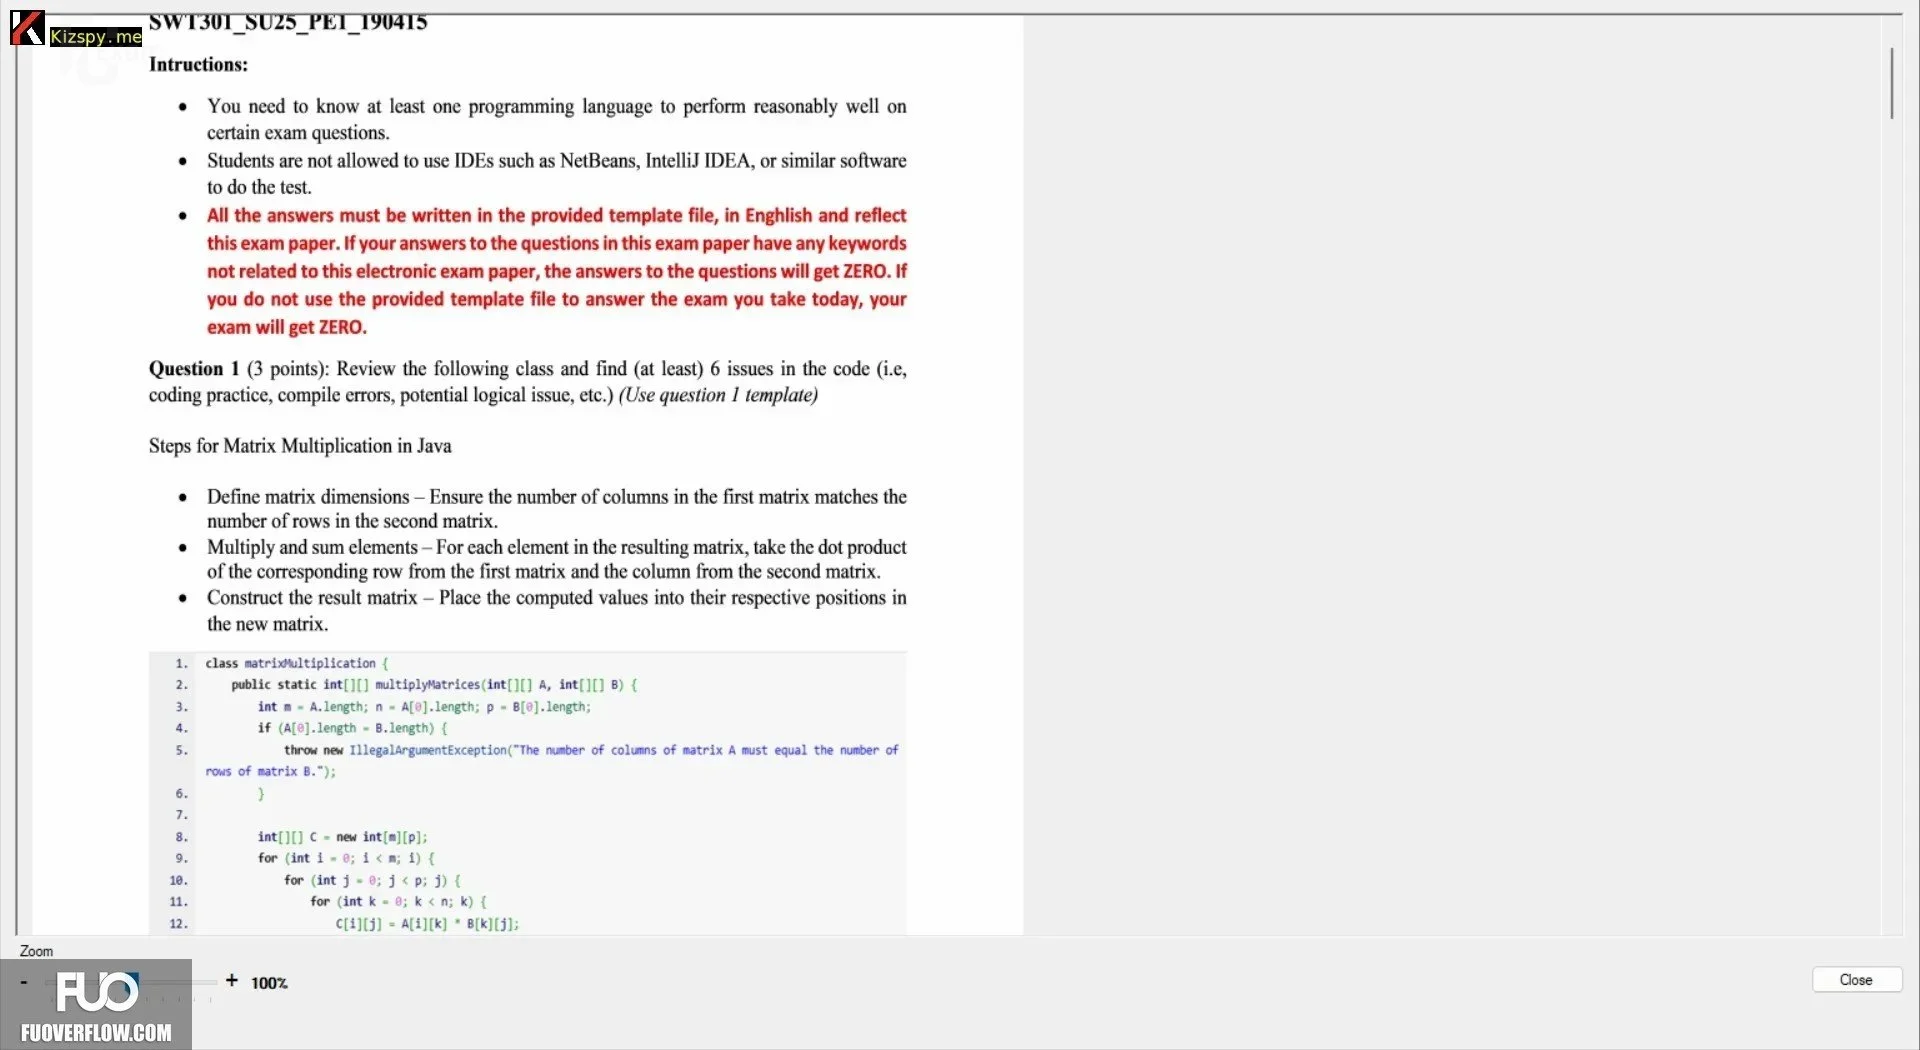 Kizspy.me
SWT301_SU25_PE1_190415
Intructions:
• You need to know at least one programming language to perform reasonably well on
certain exam questions.
• Students are not allowed to use IDEs such as NetBeans, IntelliJ IDEA, or similar software
to do the test.
• All the answers must be written in the provided template file, in Enghlish and reflect
this exam paper. If your answers to the questions in this exam paper have any keywords
not related to this electronic exam paper, the answers to the questions will get ZERO. If
you do not use the provided template file to answer the exam you take today, your
exam will get ZERO.
Question 1 (3 points): Review the following class and find (at least) 6 issues in the code (i.e,
coding practice, compile errors, potential logical issue, etc.) (Use question 1 template)
Steps for Matrix Multiplication in Java
• Define matrix dimensions – Ensure the number of columns in the first matrix matches the
number of rows in the second matrix.
• Multiply and sum elements – For each element in the resulting matrix, take the dot product
of the corresponding row from the first matrix and the column from the second matrix.
• Construct the result matrix – Place the computed values into their respective positions in
the new matrix.
1. class matrixMultiplication {
2. public static int[][] multiplyMatrices(int[][] A, int[][] B) {
3. int m = A.length; n = A[0].length; p = B[0].length;
4. if (A[0].length = B.length) {
5. throw new IllegalArgumentException("The number of columns of matrix A must equal the number of
rows of matrix B.");
6. }
7.
8. int[][] C = new int[m][p];
9. for (int i = 0; i < m; i) {
10. for (int j = 0; j < p; j) {
11. for (int k = 0; k < n; k) {
12. C[i][j] = A[i][k] * B[k][j];
Zoom
- + 100%
Close
FUO
FUOVERFLOW.COM